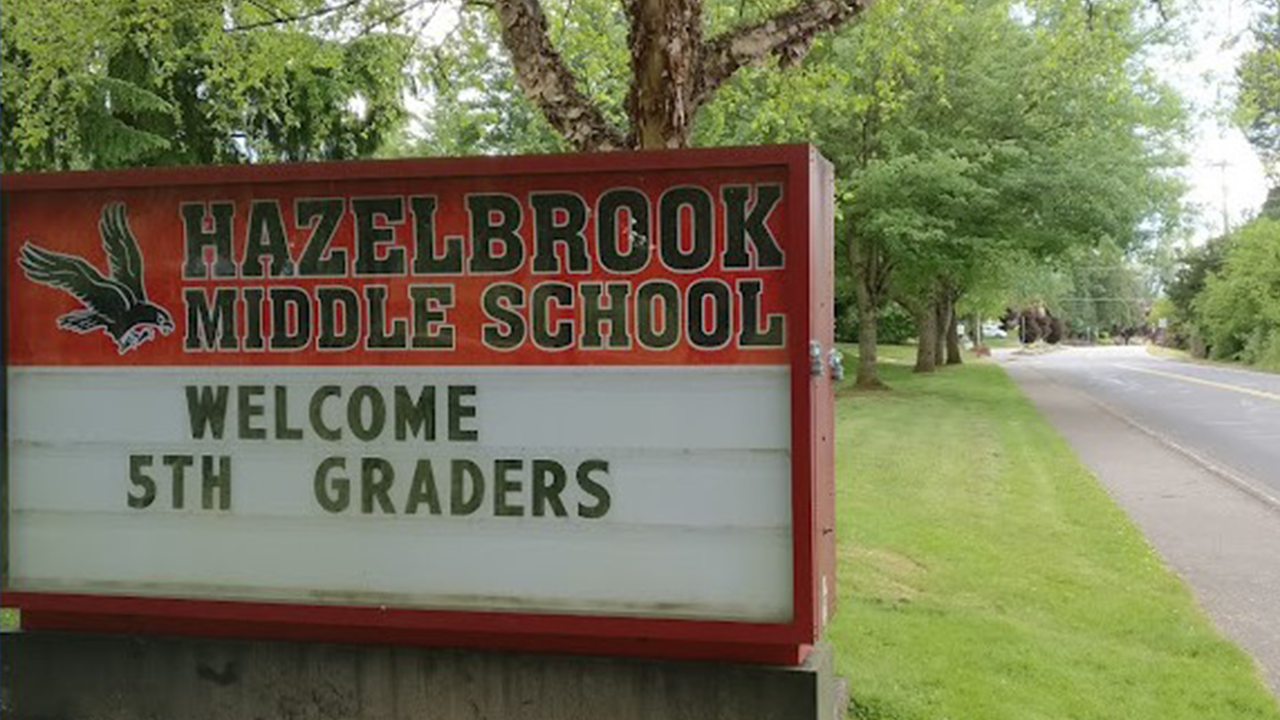 HAZELBROOK
MIDDLE SCHOOL
WELCOME
5TH GRADERS